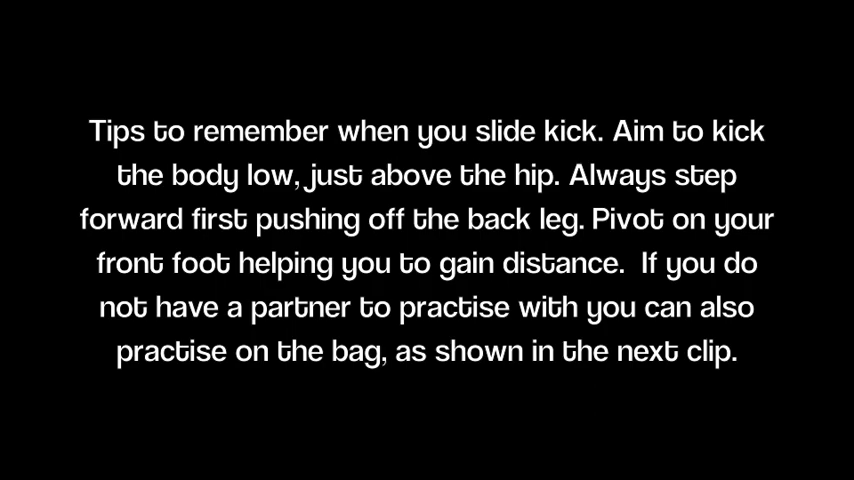 Tips to remember when you slide kick. Aim to kick
the body low, just above the hip. Always step
forward first pushing off the back leg. Pivot on your
front foot helping you to gain distance.  If you do
not have a partner to practise with you can also
practise on the bag, as shown in the next clip.